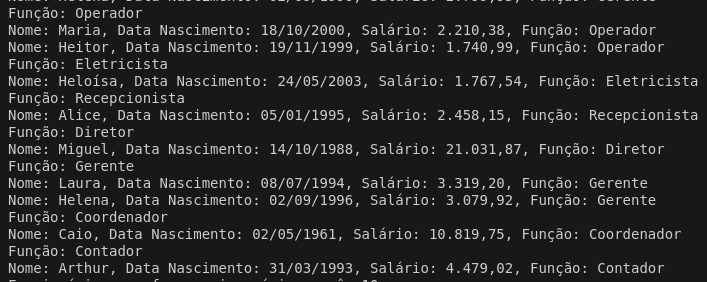 Função: Operador
Nome: Maria, Data Nascimento: 18/10/2000, Salário: 2.210,38, Função: Operador
Nome: Heitor, Data Nascimento: 19/11/1999, Salário: 1.740,99, Função: Operador
Função: Eletricista
Nome: Heloísa, Data Nascimento: 24/05/2003, Salário: 1.767,54, Função: Eletricista
Função: Recepcionista
Nome: Alice, Data Nascimento: 05/01/1995, Salário: 2.458,15, Função: Recepcionista
Função: Diretor
Nome: Miguel, Data Nascimento: 14/10/1988, Salário: 21.031,87, Função: Diretor
Função: Gerente
Nome: Laura, Data Nascimento: 08/07/1994, Salário: 3.319,20, Função: Gerente
Nome: Helena, Data Nascimento: 02/09/1996, Salário: 3.079,92, Função: Gerente
Função: Coordenador
Nome: Caio, Data Nascimento: 02/05/1961, Salário: 10.819,75, Função: Coordenador
Função: Contador
Nome: Arthur, Data Nascimento: 31/03/1993, Salário: 4.479,02, Função: Contador